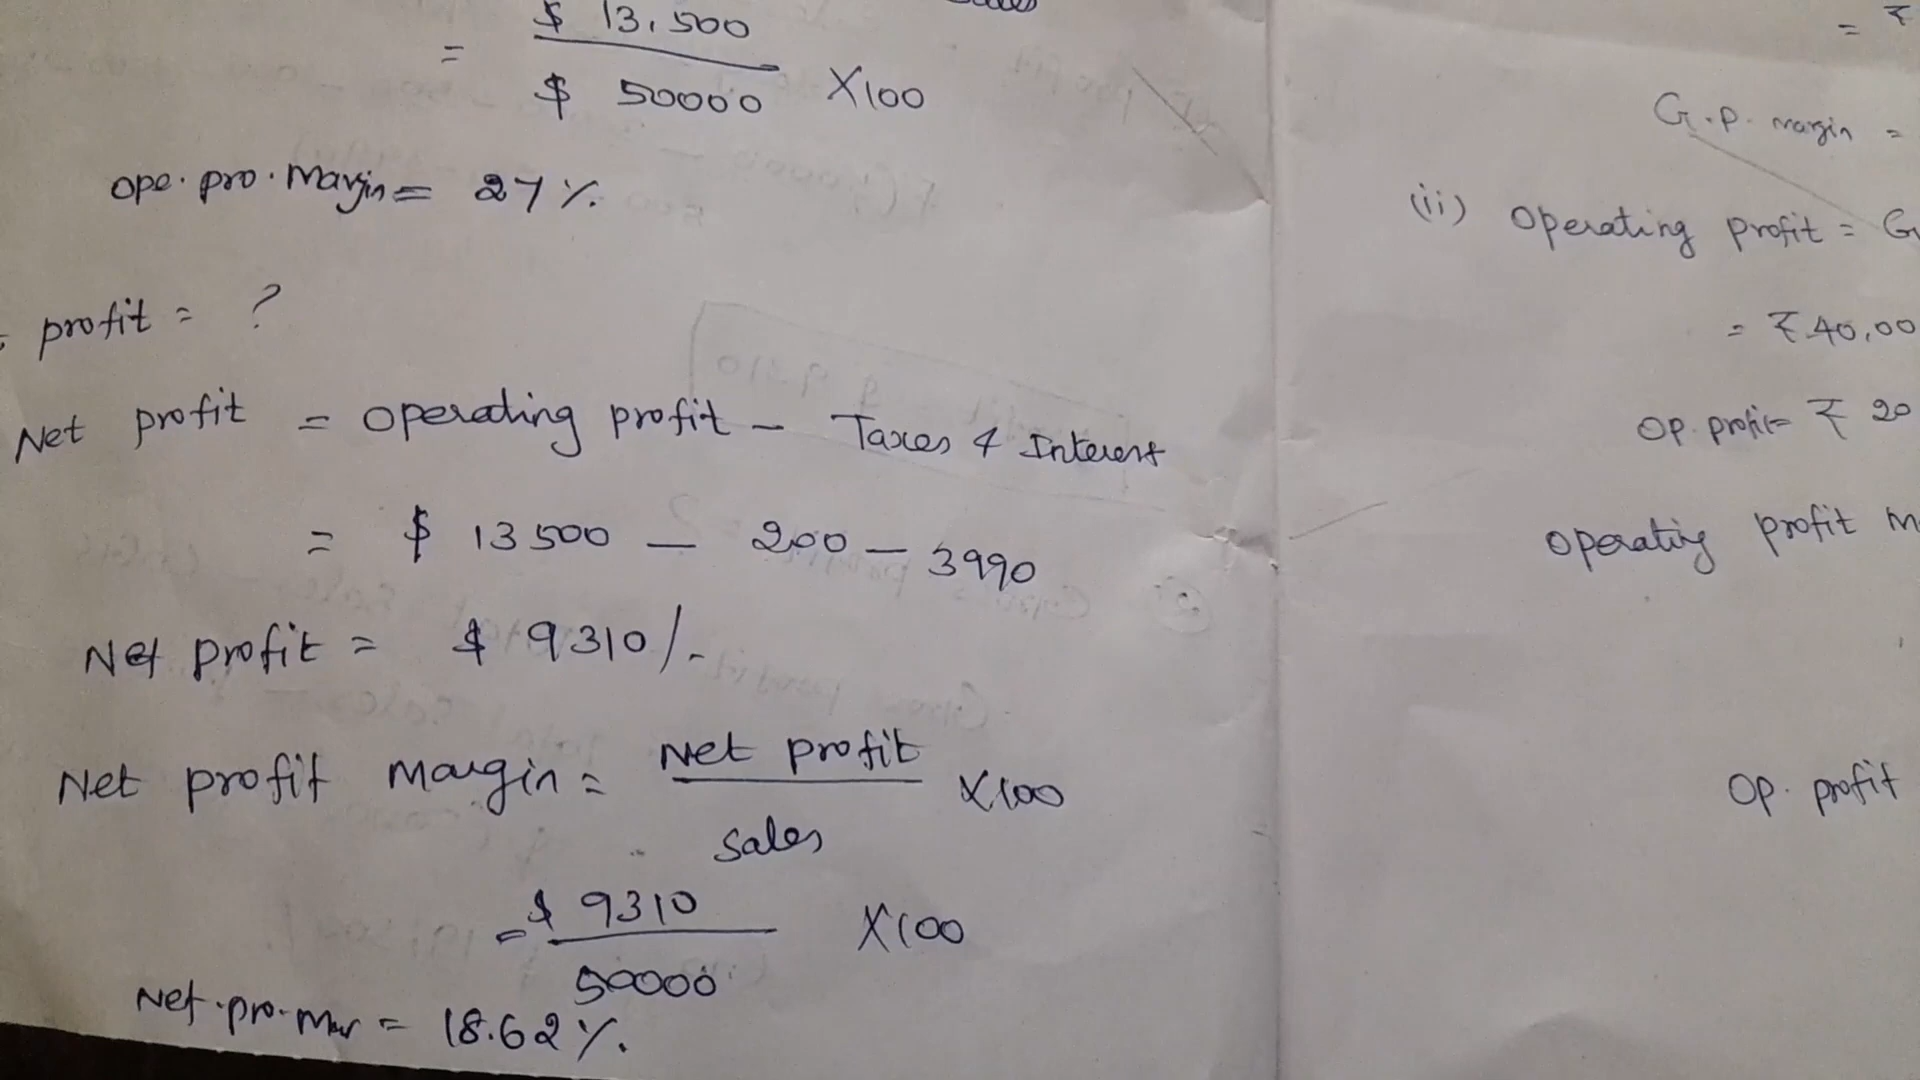 $ 13,500
= $ 50000 X100
ope. pro. Margin = 27 %.
profit = ?
Net profit = operating profit - Taxes & Interest
= $ 13500 - 200 - 3990
Net profit = $ 9310/-
Net profit margin = Net profit X100
sales
= $ 9310 X100
50000
Net.pro.Mar = 18.62 %.
= ₹
G.P. margin =
(ii) operating profit = G
= ₹ 40,00
Op. profit = ₹ 20
operating profit m
Op. profit